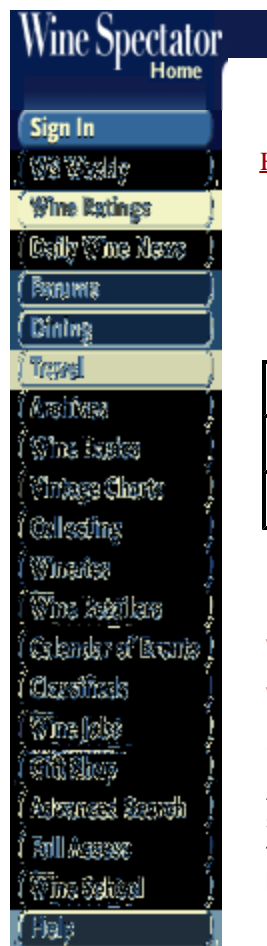 Wine Spectator
Home
Sign In
WS Weekly
Wine Ratings
Daily Wine News
Forums
Dining
Travel
Archives
Wine Basics
Vintage Charts
Collecting
Wineries
Wine Retailers
Calendar of Events
Classifieds
Wine Jobs
Gift Shop
Advanced Search
Full Access
Wine School
Help